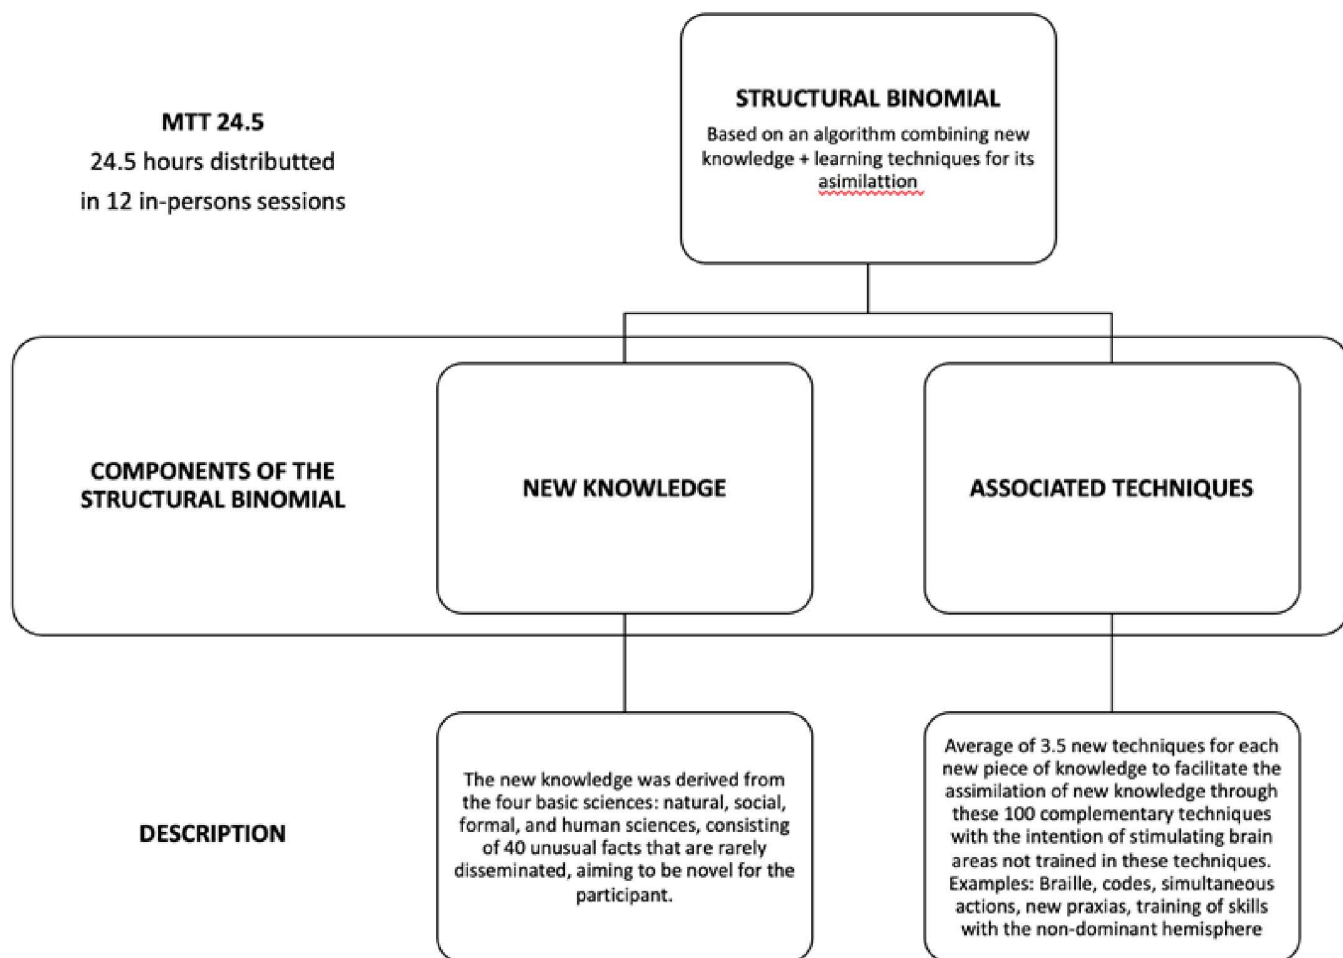 MTT 24.5
24.5 hours distributted
in 12 in-persons sessions
STRUCTURAL BINOMIAL
Based on an algorithm combining new
knowledge + learning techniques for its
asimilattion
COMPONENTS OF THE
STRUCTURAL BINOMIAL
NEW KNOWLEDGE
ASSOCIATED TECHNIQUES
DESCRIPTION
The new knowledge was derived from
the four basic sciences: natural, social,
formal, and human sciences, consisting
of 40 unusual facts that are rarely
disseminated, aiming to be novel for the
participant.
Average of 3.5 new techniques for each
new piece of knowledge to facilitate the
assimilation of new knowledge through
these 100 complementary techniques
with the intention of stimulating brain
areas not trained in these techniques.
Examples: Braille, codes, simultaneous
actions, new praxias, training of skills
with the non-dominant hemisphere